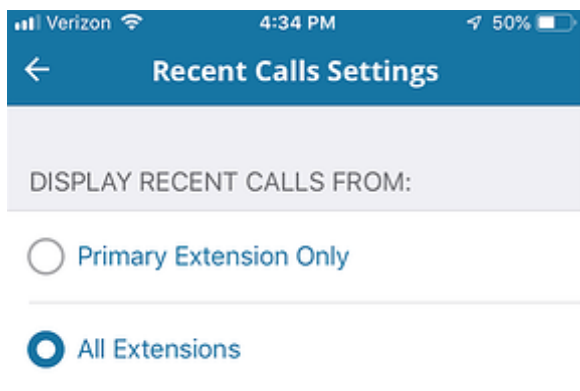 Verizon 4:34 PM 50%
Recent Calls Settings
DISPLAY RECENT CALLS FROM:
Primary Extension Only
All Extensions